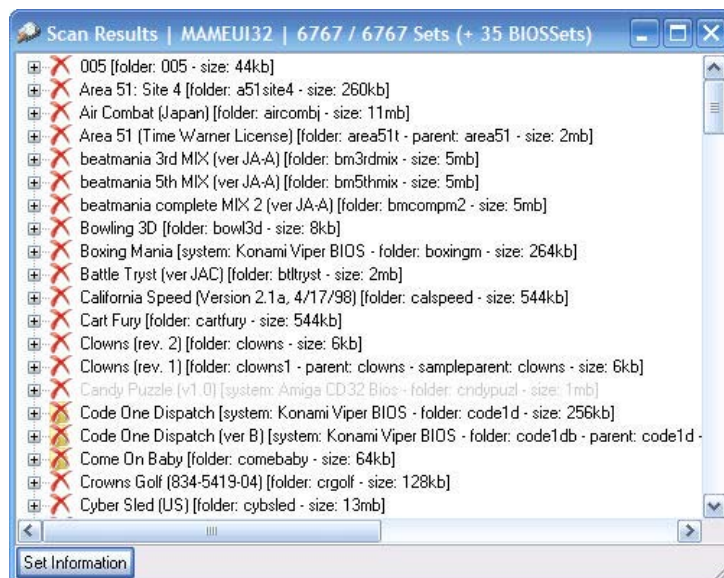 Scan Results | MAMEUI32 | 6767 / 6767 Sets (+ 35 BIOSSets)
005 [folder: 005 - size: 44kb]
Area 51: Site 4 [folder: a51site4 - size: 260kb]
Air Combat (Japan) [folder: aircombj - size: 11mb]
Area 51 (Time Warner License) [folder: area51t - parent: area51 - size: 2mb]
beatmania 3rd MIX (ver JA-A) [folder: bm3rdmix - size: 5mb]
beatmania 5th MIX (ver JA-A) [folder: bm5thmix - size: 5mb]
beatmania complete MIX 2 (ver JA-A) [folder: bmcompm2 - size: 5mb]
Bowling 3D [folder: bowl3d - size: 8kb]
Boxing Mania [system: Konami Viper BIOS - folder: boxingm - size: 264kb]
Battle Tryst (ver JAC) [folder: btltryst - size: 2mb]
California Speed (Version 2.1a, 4/17/98) [folder: calspeed - size: 544kb]
Cart Fury [folder: cartfury - size: 544kb]
Clowns (rev. 2) [folder: clowns - size: 6kb]
Clowns (rev. 1) [folder: clowns1 - parent: clowns - sampleparent: clowns - size: 6kb]
Candy Puzzle (v1.0) [system: Amiga CD32 Bios - folder: cndypuzl - size: 1mb]
Code One Dispatch [system: Konami Viper BIOS - folder: code1d - size: 256kb]
Code One Dispatch (ver B) [system: Konami Viper BIOS - folder: code1db - parent: code1d -
Come On Baby [folder: comebaby - size: 64kb]
Crowns Golf (834-5419-04) [folder: crgolf - size: 128kb]
Cyber Sled (US) [folder: cybsled - size: 13mb]
Set Information